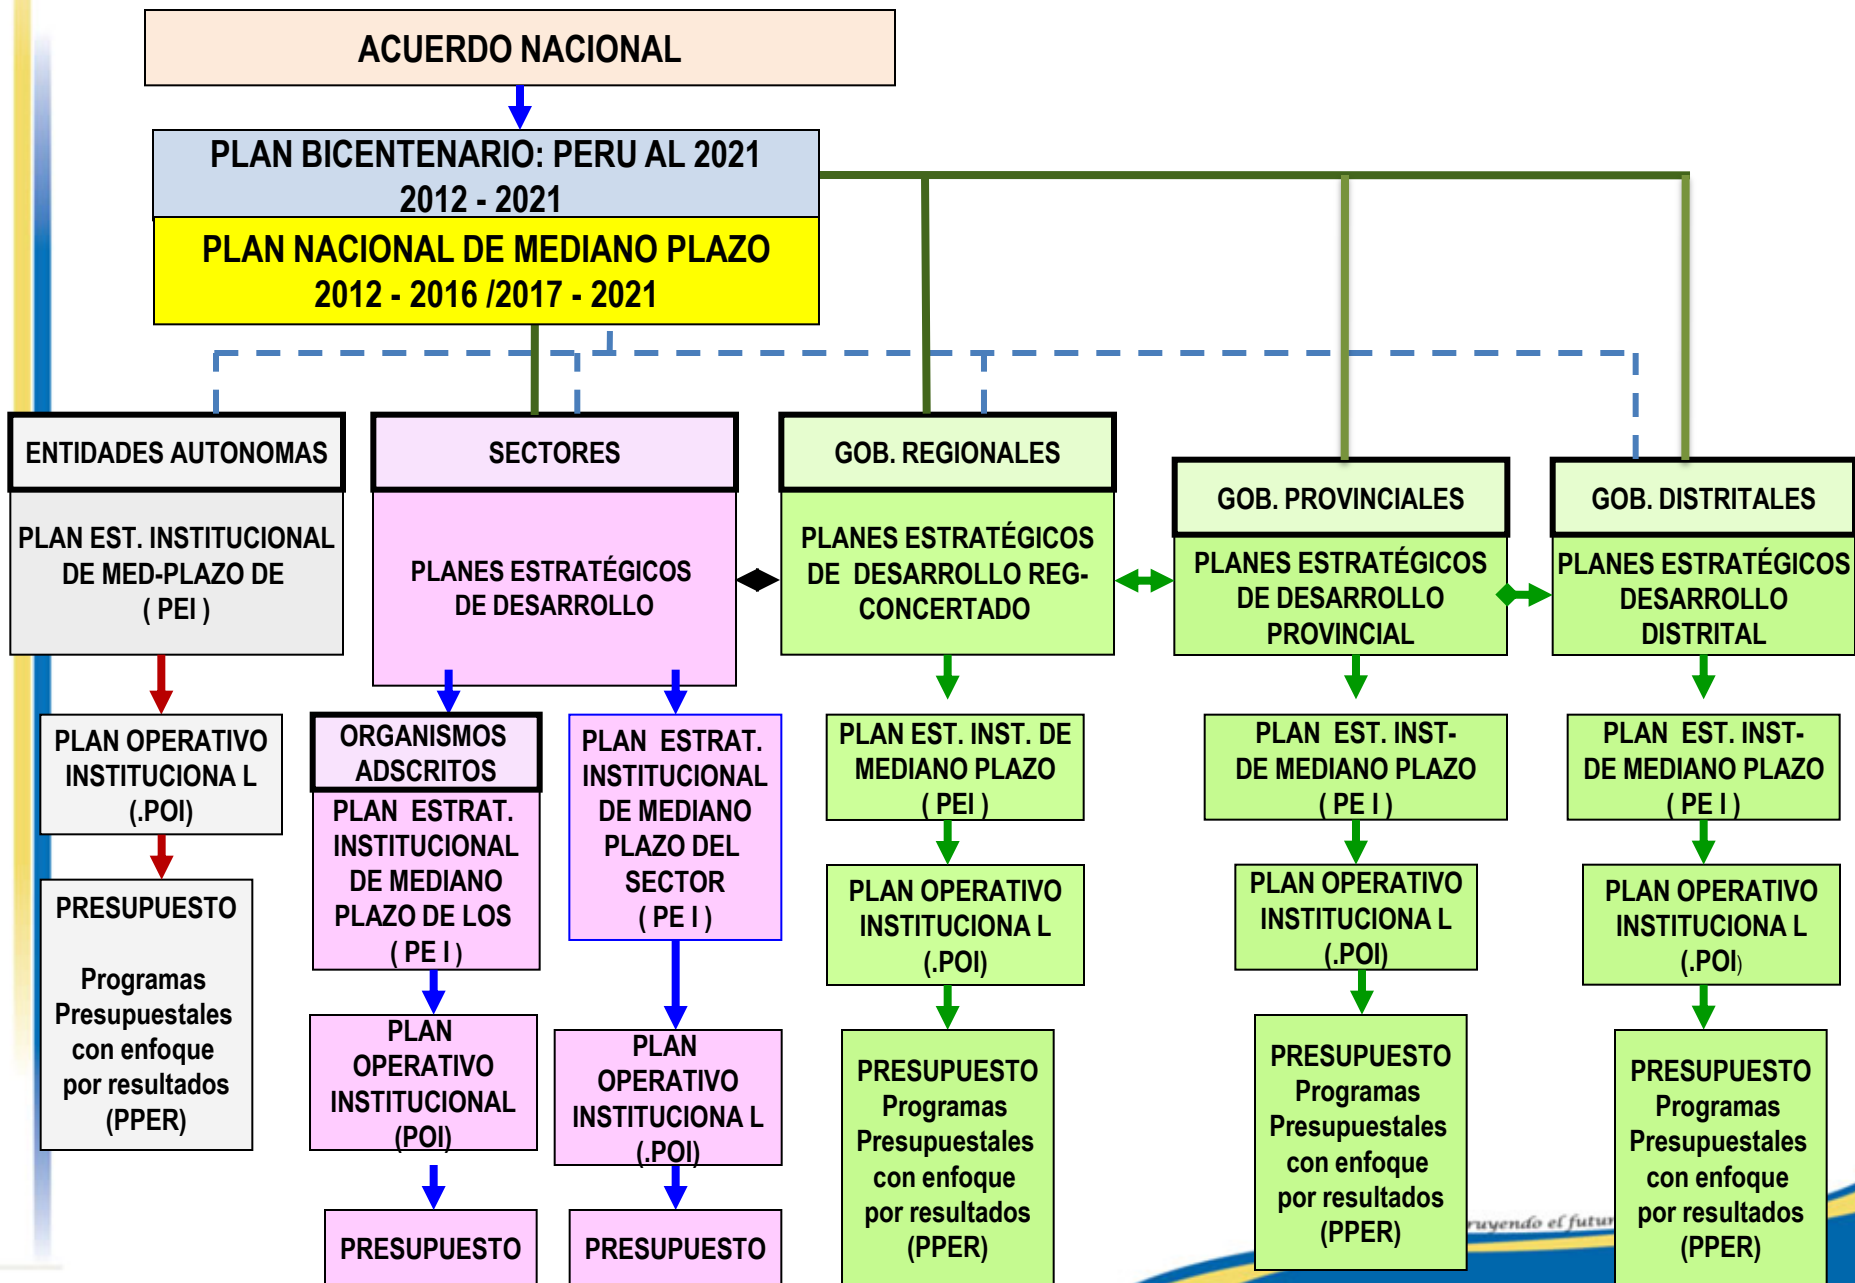 ACUERDO NACIONAL
PLAN BICENTENARIO: PERU AL 2021
2012 - 2021
PLAN NACIONAL DE MEDIANO PLAZO
2012 - 2016 /2017 - 2021
ENTIDADES AUTONOMAS
PLAN EST. INSTITUCIONAL
DE MED-PLAZO DE
( PEI )
PLAN OPERATIVO
INSTITUCIONA L
(.POI)
PRESUPUESTO
Programas
Presupuestales
con enfoque
por resultados
(PPER)
SECTORES
PLANES ESTRATÉGICOS
DE DESARROLLO
ORGANISMOS
ADSCRITOS
PLAN ESTRAT.
INSTITUCIONAL
DE MEDIANO
PLAZO DE LOS
( PE I )
PLAN
OPERATIVO
INSTITUCIONAL
(POI)
PRESUPUESTO
PLAN ESTRAT.
INSTITUCIONAL
DE MEDIANO
PLAZO DEL
SECTOR
( PE I )
PLAN
OPERATIVO
INSTITUCIONA L
(.POI)
PRESUPUESTO
GOB. REGIONALES
PLANES ESTRATÉGICOS
DE DESARROLLO REG-
CONCERTADO
PLAN EST. INST. DE
MEDIANO PLAZO
( PEI )
PLAN OPERATIVO
INSTITUCIONA L
(.POI)
PRESUPUESTO
Programas
Presupuestales
con enfoque
por resultados
(PPER)
GOB. PROVINCIALES
PLANES ESTRATÉGICOS
DE DESARROLLO
PROVINCIAL
PLAN EST. INST-
DE MEDIANO PLAZO
( PE I )
PLAN OPERATIVO
INSTITUCIONA L
(.POI)
PRESUPUESTO
Programas
Presupuestales
con enfoque
por resultados
(PPER)
GOB. DISTRITALES
PLANES ESTRATÉGICOS
DESARROLLO
DISTRITAL
PLAN EST. INST-
DE MEDIANO PLAZO
( PE I )
PLAN OPERATIVO
INSTITUCIONA L
(.POI)
PRESUPUESTO
Programas
Presupuestales
con enfoque
por resultados
(PPER)
ruyendo el futur